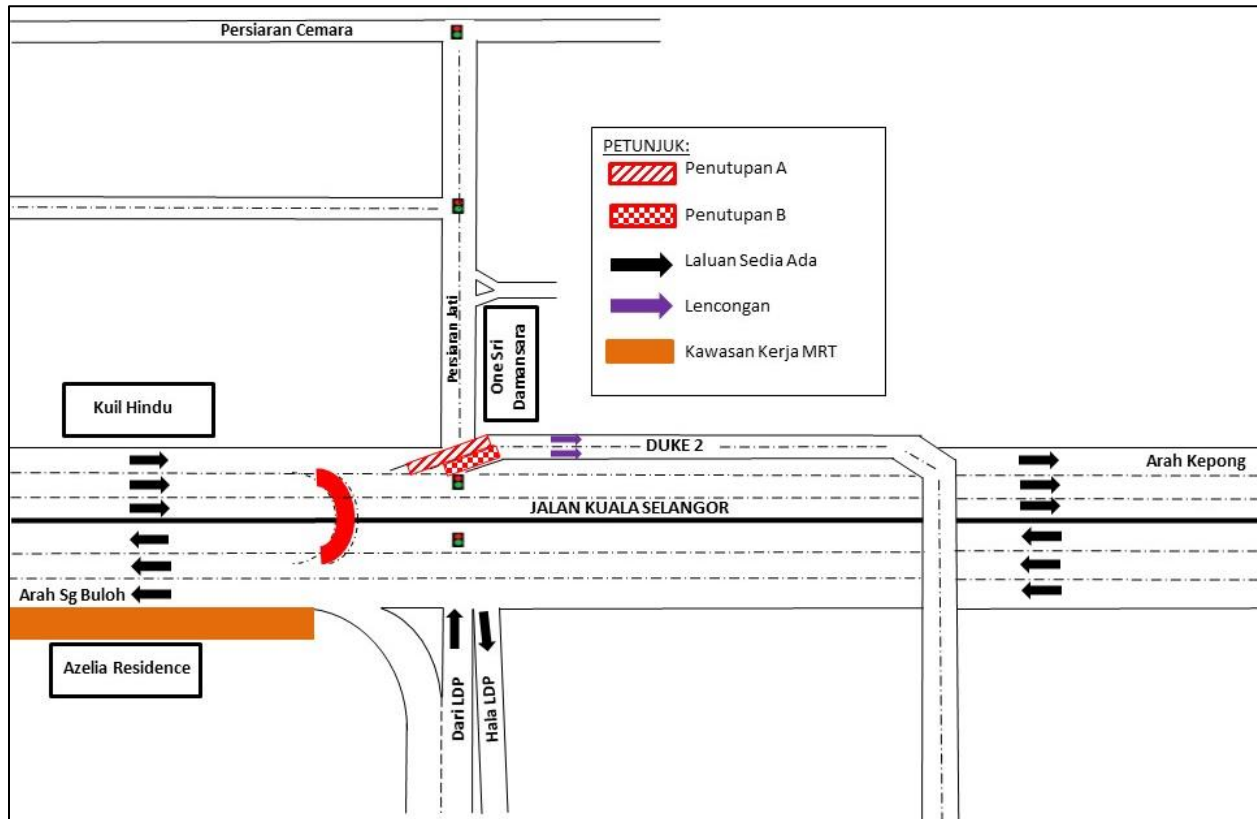 Persiaran Cemara
PETUNJUK:
Penutupan A
Penutupan B
Laluan Sedia Ada
Lencongan
Kawasan Kerja MRT
Persiaran Jati
One Sri
Damansara
Kuil Hindu
DUKE 2
Arah Kepong
JALAN KUALA SELANGOR
Arah Sg Buloh
Azelia Residence
Dari LDP
Hala LDP